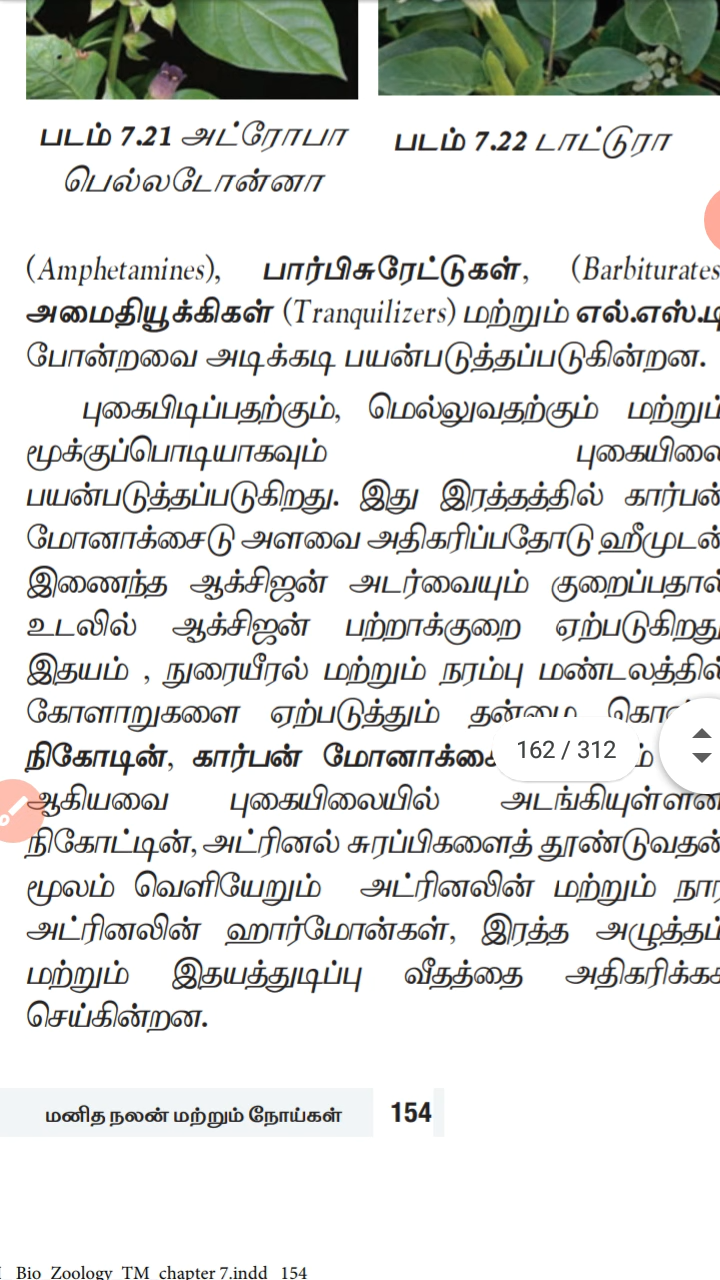 படம் 7.21 அட்ரோபா
பெல்லடோன்னா
படம் 7.22 டாட்டூரா
(Amphetamines), பார்பிசுரேட்டுகள், (Barbiturates
அமைதியூக்கிகள் (Tranquilizers) மற்றும் எல்.எஸ்.டி
போன்றவை அடிக்கடி பயன்படுத்தப்படுகின்றன.
புகைபிடிப்பதற்கும், மெல்லுவதற்கும் மற்றும்
மூக்குப்பொடியாகவும் புகையிலை
பயன்படுத்தப்படுகிறது. இது இரத்தத்தில் கார்பன்
மோனாக்சைடு அளவை அதிகரிப்பதோடு ஹீமுடன்
இணைந்த ஆக்சிஜன் அடர்வையும் குறைப்பதால்
உடலில் ஆக்சிஜன் பற்றாக்குறை ஏற்படுகிறது
இதயம் , நுரையீரல் மற்றும் நரம்பு மண்டலத்தில்
கோளாறுகளை ஏற்படுத்தும் தன்மை
நிகோடின், கார்பன்
162 / 312
ஆகியவை புகையிலையில் அடங்கியுள்ளன
நிகோட்டின், அட்ரினல் சுரப்பிகளைத் தூண்டுவதன்
மூலம் வெளியேறும் அட்ரினலின் மற்றும் நார்
அட்ரினலின் ஹார்மோன்கள், இரத்த அழுத்தம்
மற்றும் இதயத்துடிப்பு வீதத்தை அதிகரிக்கச்
செய்கின்றன.
மனித நலன் மற்றும் நோய்கள் 154
Bio_Zoology_TM_chapter 7.indd 154